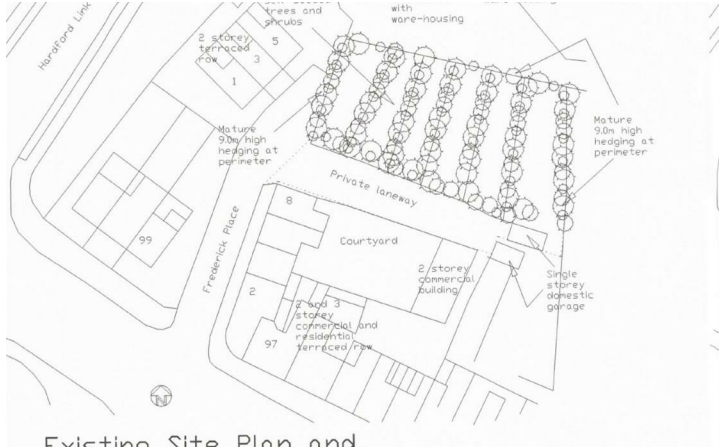 trees and
shrubs
with
ware-housing
Hardford Link
2 storey
terraced
row
5
3
1
Mature
9.0m high
hedging at
perimeter
Mature
9.0m high
hedging at
perimeter
Private laneway
Frederick Place
99
8
Courtyard
2 storey
commercial
building
Single
storey
domestic
garage
2
2 and 3
storey
commercial and
residential
terraced row
97
N
Existing Site Plan and